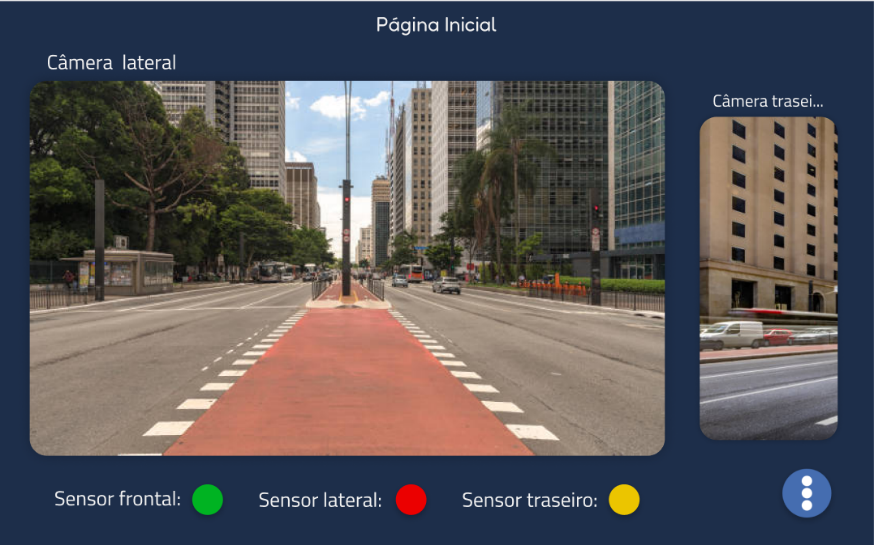 Página Inicial
Câmera lateral
Câmera trasei...
Sensor frontal:
Sensor lateral:
Sensor traseiro: